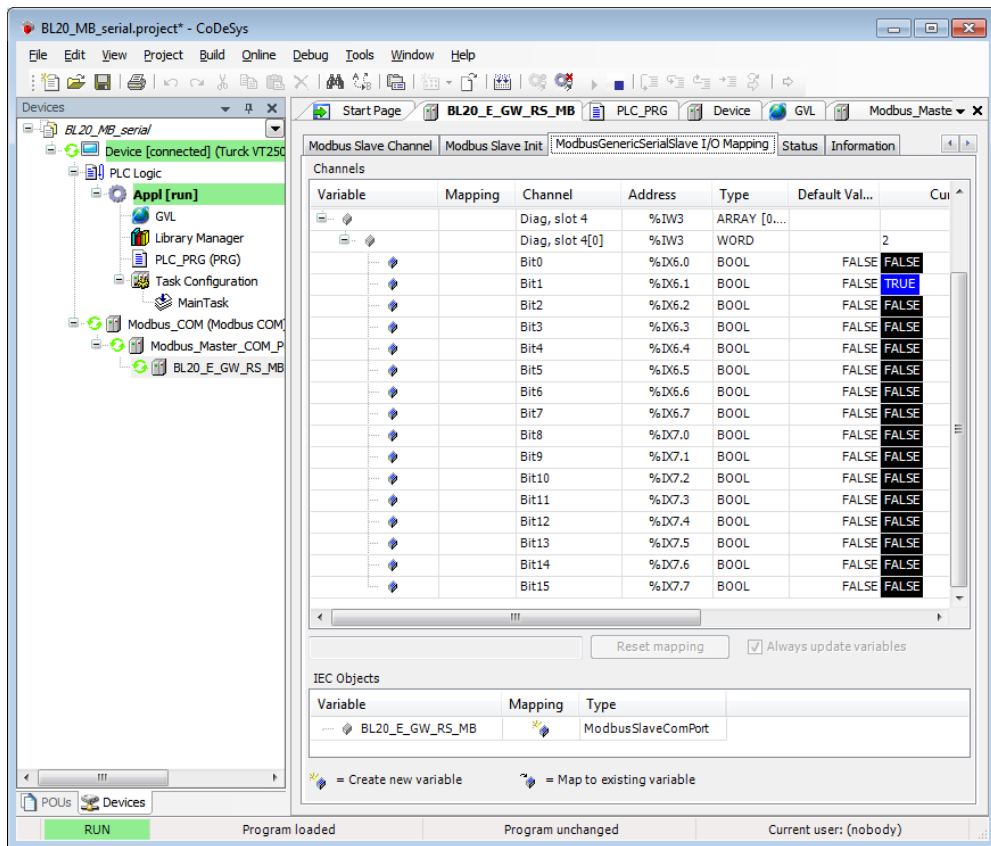 BL20_MB_serial.project* - CoDeSys
File Edit View Project Build Online Debug Tools Window Help
Devices
BL20_MB_serial
Device [connected] (Turck VT250
PLC Logic
Appl [run]
GVL
Library Manager
PLC_PRG (PRG)
Task Configuration
MainTask
Modbus_COM (Modbus COM
Modbus_Master_COM_P
BL20_E_GW_RS_MB
POUs Devices
Start Page BL20_E_GW_RS_MB PLC_PRG Device GVL Modbus_Maste
Modbus Slave Channel Modbus Slave Init ModbusGenericSerialSlave I/O Mapping Status Information
Channels
Variable Mapping Channel Address Type Default Val... Cur
Diag, slot 4 %IW3 ARRAY [0....
Diag, slot 4[0] %IW3 WORD 2
Bit0 %IX6.0 BOOL FALSE FALSE
Bit1 %IX6.1 BOOL FALSE TRUE
Bit2 %IX6.2 BOOL FALSE FALSE
Bit3 %IX6.3 BOOL FALSE FALSE
Bit4 %IX6.4 BOOL FALSE FALSE
Bit5 %IX6.5 BOOL FALSE FALSE
Bit6 %IX6.6 BOOL FALSE FALSE
Bit7 %IX6.7 BOOL FALSE FALSE
Bit8 %IX7.0 BOOL FALSE FALSE
Bit9 %IX7.1 BOOL FALSE FALSE
Bit10 %IX7.2 BOOL FALSE FALSE
Bit11 %IX7.3 BOOL FALSE FALSE
Bit12 %IX7.4 BOOL FALSE FALSE
Bit13 %IX7.5 BOOL FALSE FALSE
Bit14 %IX7.6 BOOL FALSE FALSE
Bit15 %IX7.7 BOOL FALSE FALSE
Reset mapping Always update variables
IEC Objects
Variable Mapping Type
BL20_E_GW_RS_MB ModbusSlaveComPort
= Create new variable = Map to existing variable
RUN Program loaded Program unchanged Current user: (nobody)